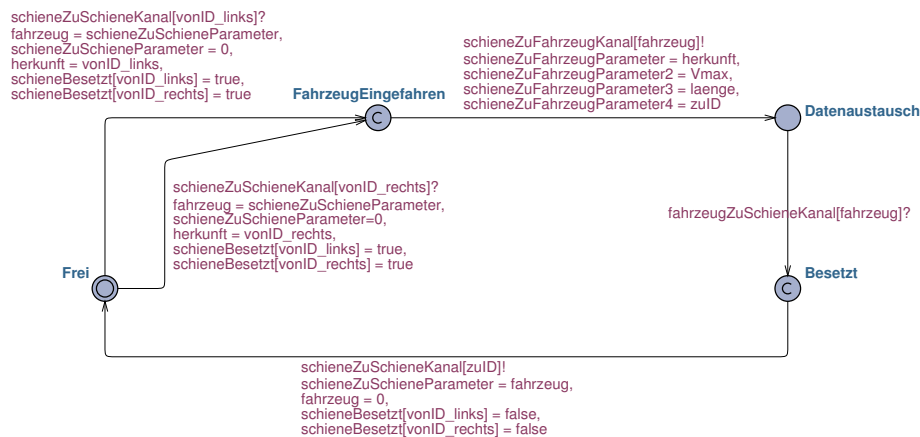 schieneZuSchieneKanal[vonID_links]?
fahrzeug = schieneZuSchieneParameter,
schieneZuSchieneParameter = 0,
herkunft = vonID_links,
schieneBesetzt[vonID_links] = true,
schieneBesetzt[vonID_rechts] = true
FahrzeugEingefahren
schieneZuFahrzeugKanal[fahrzeug]!
schieneZuFahrzeugParameter = herkunft,
schieneZuFahrzeugParameter2 = Vmax,
schieneZuFahrzeugParameter3 = laenge,
schieneZuFahrzeugParameter4 = zuID
Datenaustausch
C
schieneZuSchieneKanal[vonID_rechts]?
fahrzeug = schieneZuSchieneParameter,
schieneZuSchieneParameter=0,
herkunft = vonID_rechts,
schieneBesetzt[vonID_links] = true,
schieneBesetzt[vonID_rechts] = true
fahrzeugZuSchieneKanal[fahrzeug]?
Frei
Besetzt
C
schieneZuSchieneKanal[zuID]!
schieneZuSchieneParameter = fahrzeug,
fahrzeug = 0,
schieneBesetzt[vonID_links] = false,
schieneBesetzt[vonID_rechts] = false